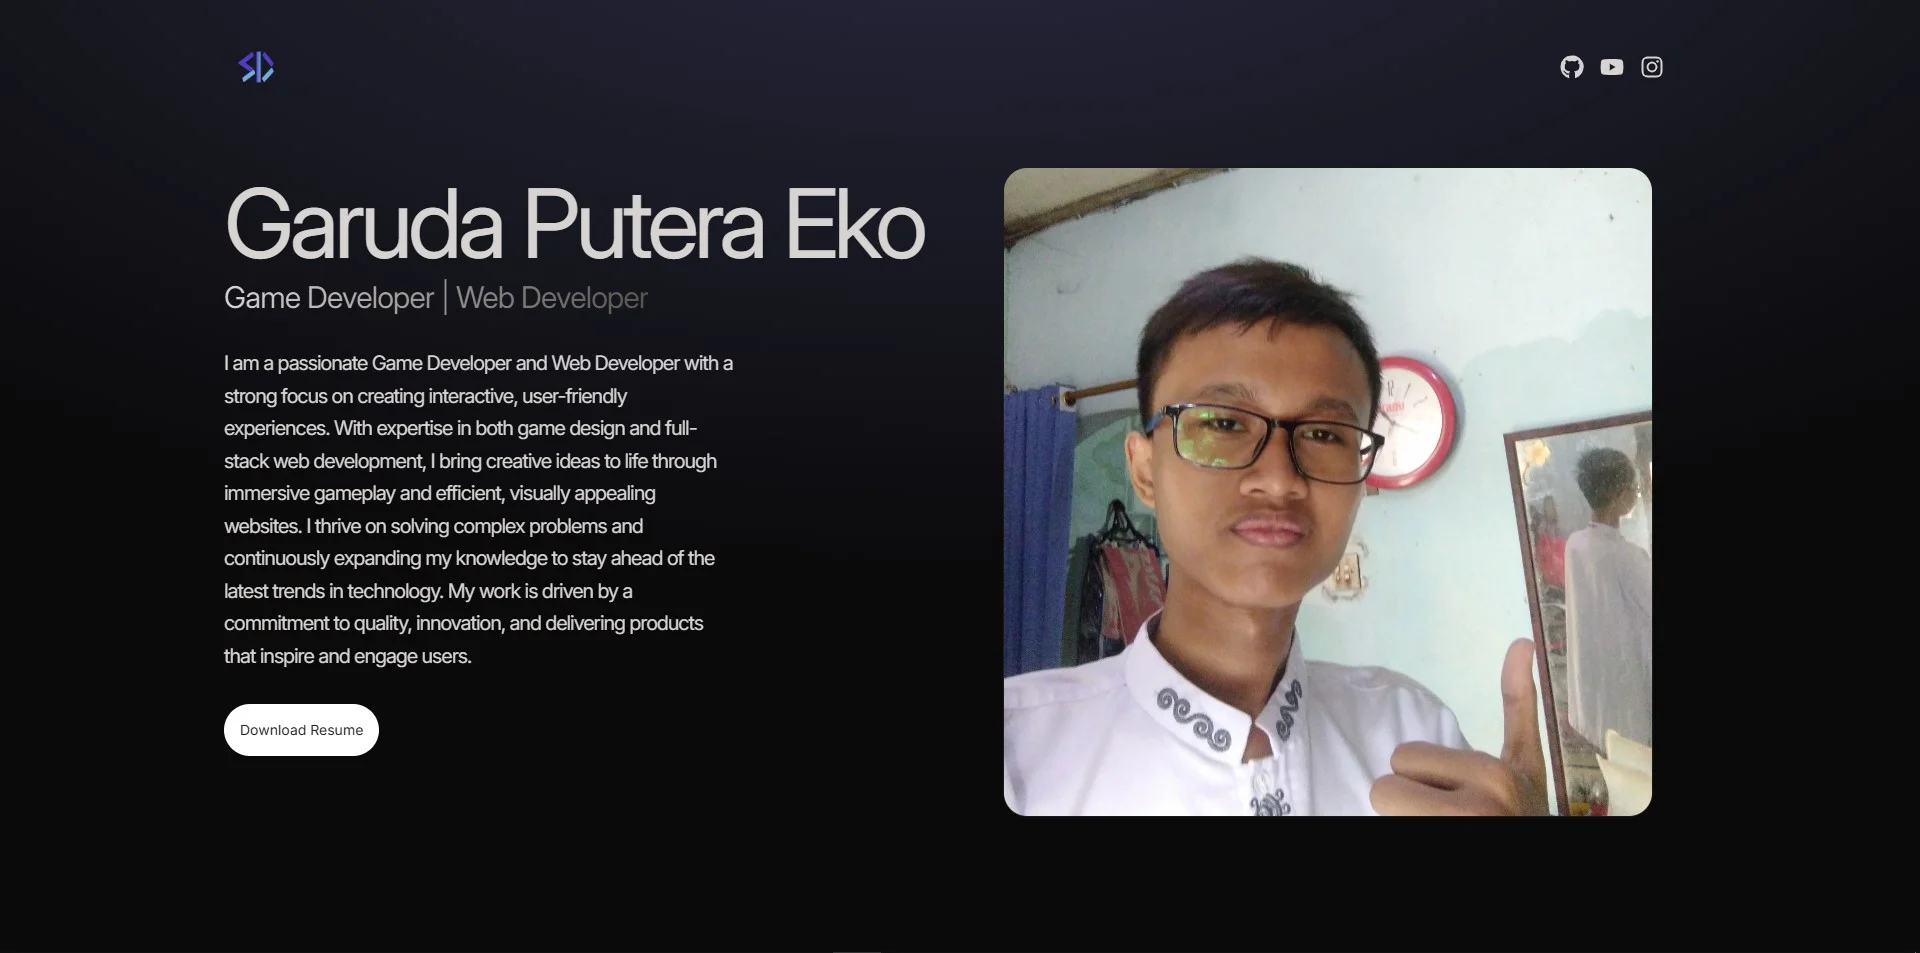 Garuda Putera Eko
Game Developer | Web Developer
I am a passionate Game Developer and Web Developer with a
strong focus on creating interactive, user-friendly
experiences. With expertise in both game design and full-
stack web development, I bring creative ideas to life through
immersive gameplay and efficient, visually appealing
websites. I thrive on solving complex problems and
continuously expanding my knowledge to stay ahead of the
latest trends in technology. My work is driven by a
commitment to quality, innovation, and delivering products
that inspire and engage users.
Download Resume